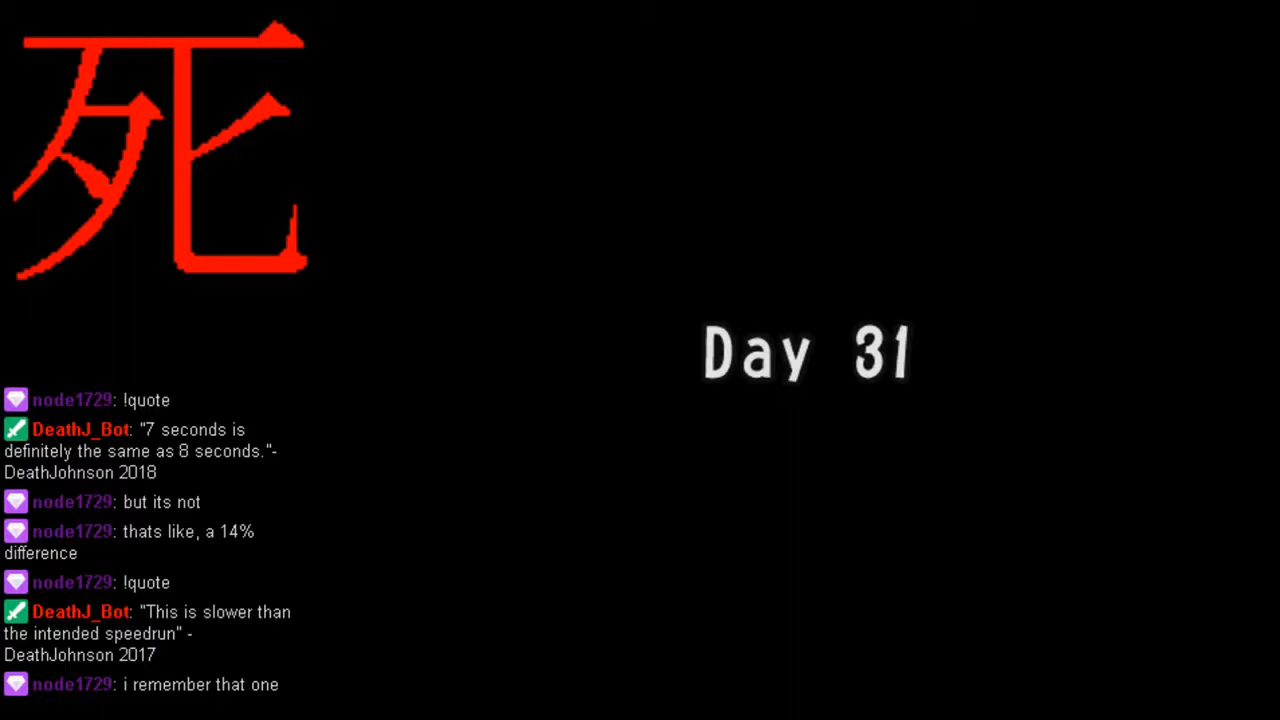 死
Day 31
node1729: !quote
DeathJ_Bot: "7 seconds is
definitely the same as 8 seconds."-
DeathJohnson 2018
node1729: but its not
node1729: thats like, a 14%
difference
node1729: !quote
DeathJ_Bot: "This is slower than
the intended speedrun" -
DeathJohnson 2017
node1729: i remember that one